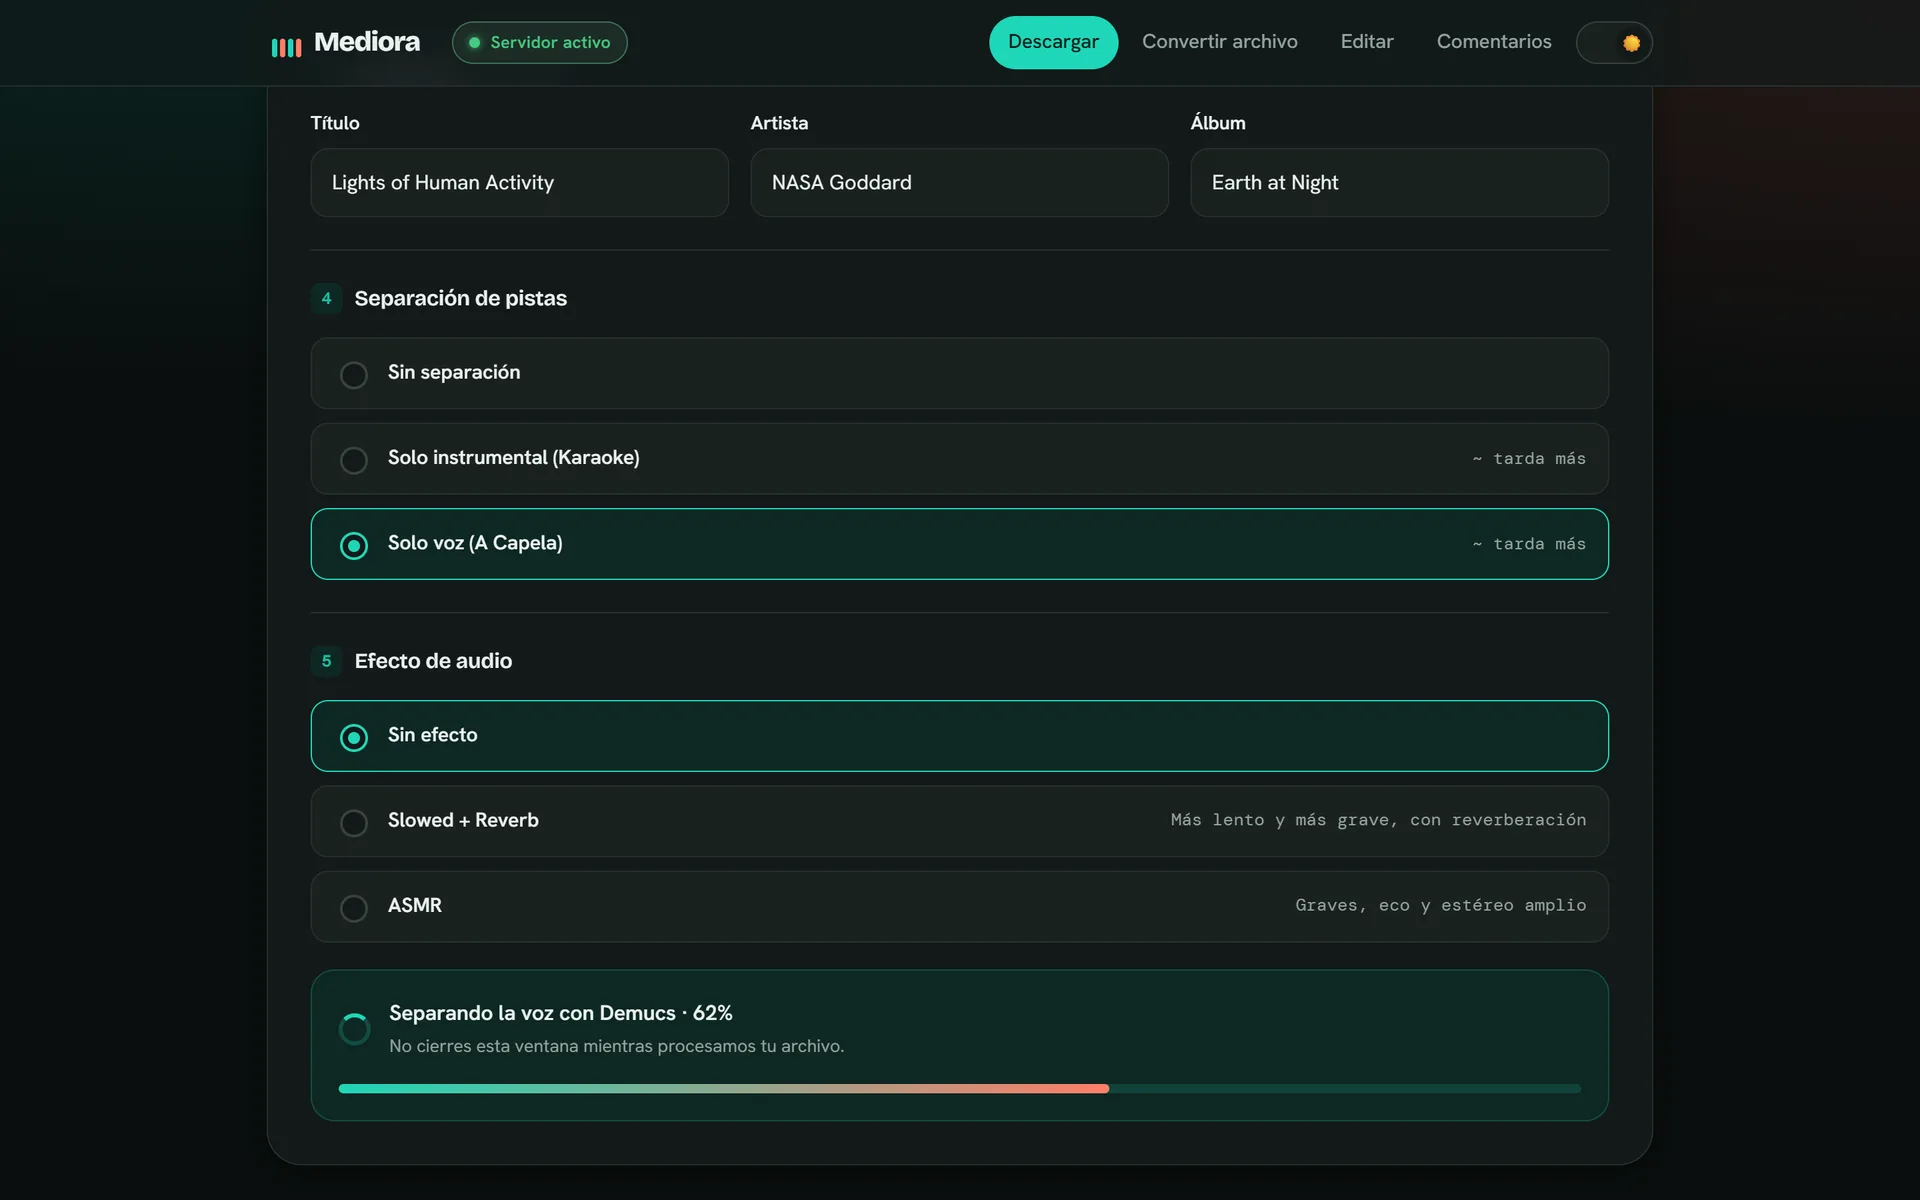 Mediora
Servidor activo
Descargar
Convertir archivo
Editar
Comentarios
Título
Artista
Álbum
Lights of Human Activity
NASA Goddard
Earth at Night
4 Separación de pistas
Sin separación
Solo instrumental (Karaoke)
~ tarda más
Solo voz (A Capela)
~ tarda más
5 Efecto de audio
Sin efecto
Slowed + Reverb
Más lento y más grave, con reverberación
ASMR
Graves, eco y estéreo amplio
Separando la voz con Demucs · 62%
No cierres esta ventana mientras procesamos tu archivo.